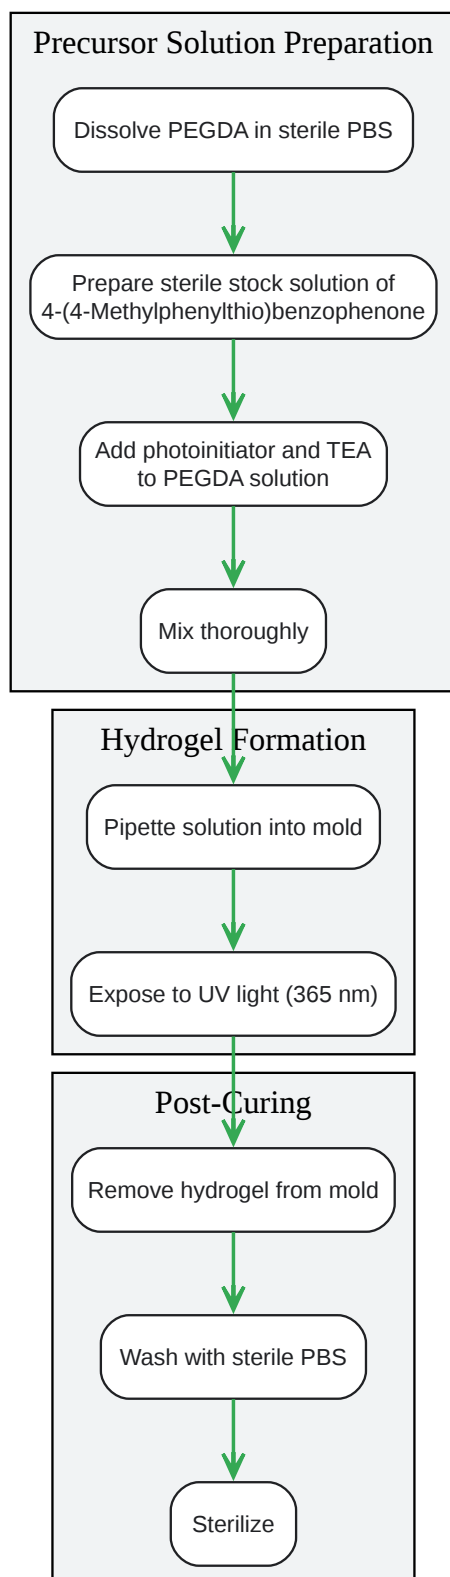 Precursor Solution Preparation
Dissolve PEGDA in sterile PBS
Prepare sterile stock solution of
4-(4-Methylphenylthio)benzophenone
Add photoinitiator and TEA
to PEGDA solution
Mix thoroughly
Hydrogel Formation
Pipette solution into mold
Expose to UV light (365 nm)
Post-Curing
Remove hydrogel from mold
Wash with sterile PBS
Sterilize